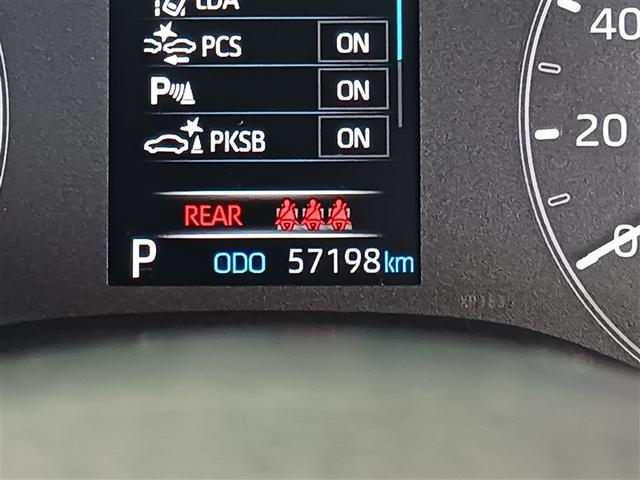 LDA
PCS ON
P ON
PKSB ON
REAR
P ODO 57198km
40
20
0